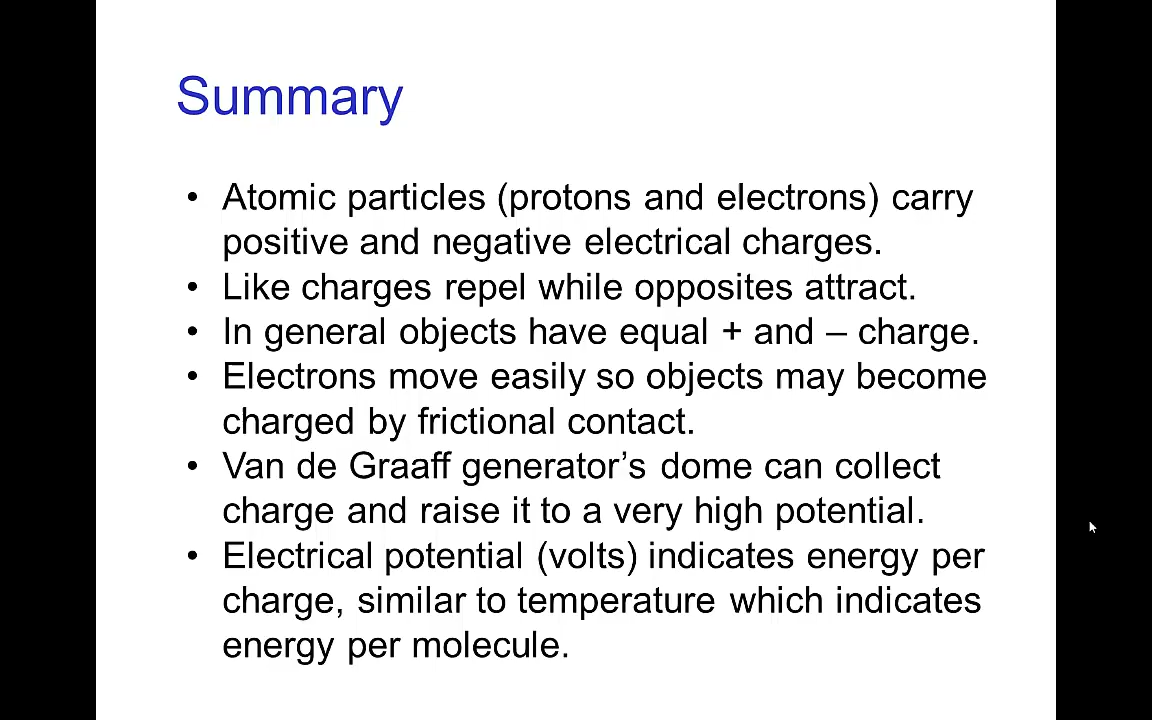 Summary
• Atomic particles (protons and electrons) carry
positive and negative electrical charges.
• Like charges repel while opposites attract.
• In general objects have equal + and – charge.
• Electrons move easily so objects may become
charged by frictional contact.
• Van de Graaff generator’s dome can collect
charge and raise it to a very high potential.
• Electrical potential (volts) indicates energy per
charge, similar to temperature which indicates
energy per molecule.